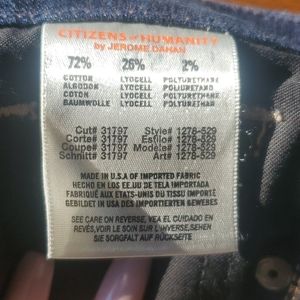 CITIZENS of HUMANITY
by JEROME DAHAN
72% 26% 2%
COTTON LYOCELL POLYURETHANE
ALGODON LYOCELL POLIURETANO
COTON LYOCELL POLYURETHANE
BAUMWOLLE LYOCELL POLYURETHAN
Cut# 31797 Style# 1278-529
Corte# 31797 Estilo# 1278-529
Coupe# 31797 Modele# 1278-529
Schnitt# 31797 Art# 1278-529
MADE IN U.S.A OF IMPORTED FABRIC
HECHO EN LOS EE.UU DE TELA IMPORTADA
FABRIQUÉ AUX ETATS-UNIS DU TISSU IMPORTÉ
GEBILDET IN USA DES IMPORTIERTEN GEWEBES
SEE CARE ON REVERSE, VEA EL CUIDADO EN
REVÉS, VOIR LE SOIN SUR L'INVERSE, SEHEN
SIE SORGFALT AUF RÜCKSEITE